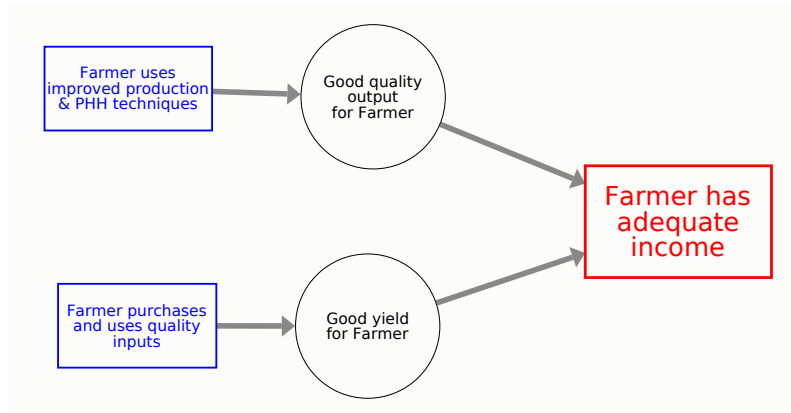 Farmer uses
improved production
& PHH techniques
Good quality
output
for Farmer
Farmer has
adequate
income
Farmer purchases
and uses quality
inputs
Good yield
for Farmer